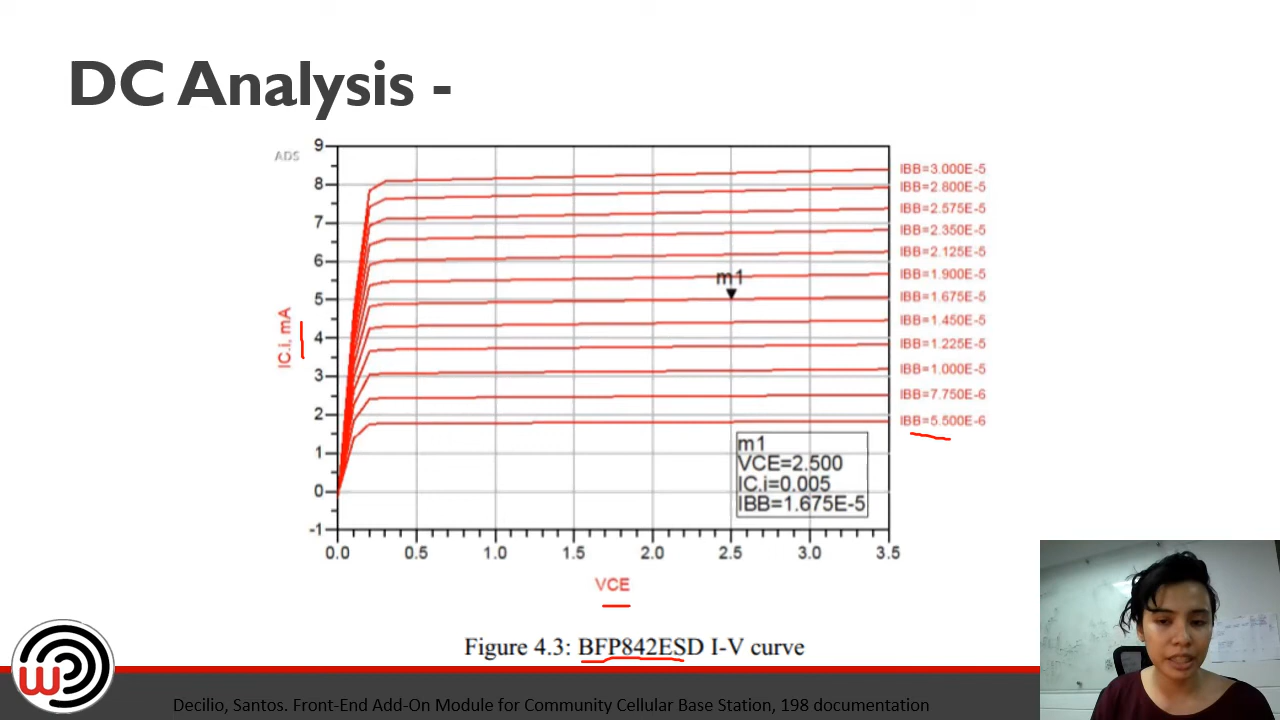 DC Analysis -
ADS
9
8
7
6
5
4
3
2
1
0
-1
IC.i, mA
IBB=3.000E-5
IBB=2.800E-5
IBB=2.575E-5
IBB=2.350E-5
IBB=2.125E-5
IBB=1.900E-5
IBB=1.675E-5
IBB=1.450E-5
IBB=1.225E-5
IBB=1.000E-5
IBB=7.750E-6
IBB=5.500E-6
m1
m1
VCE=2.500
IC.i=0.005
IBB=1.675E-5
0.0 0.5 1.0 1.5 2.0 2.5 3.0 3.5
VCE
Figure 4.3: BFP842ESD I-V curve
w
Decilio, Santos. Front-End Add-On Module for Community Cellular Base Station, 198 documentation